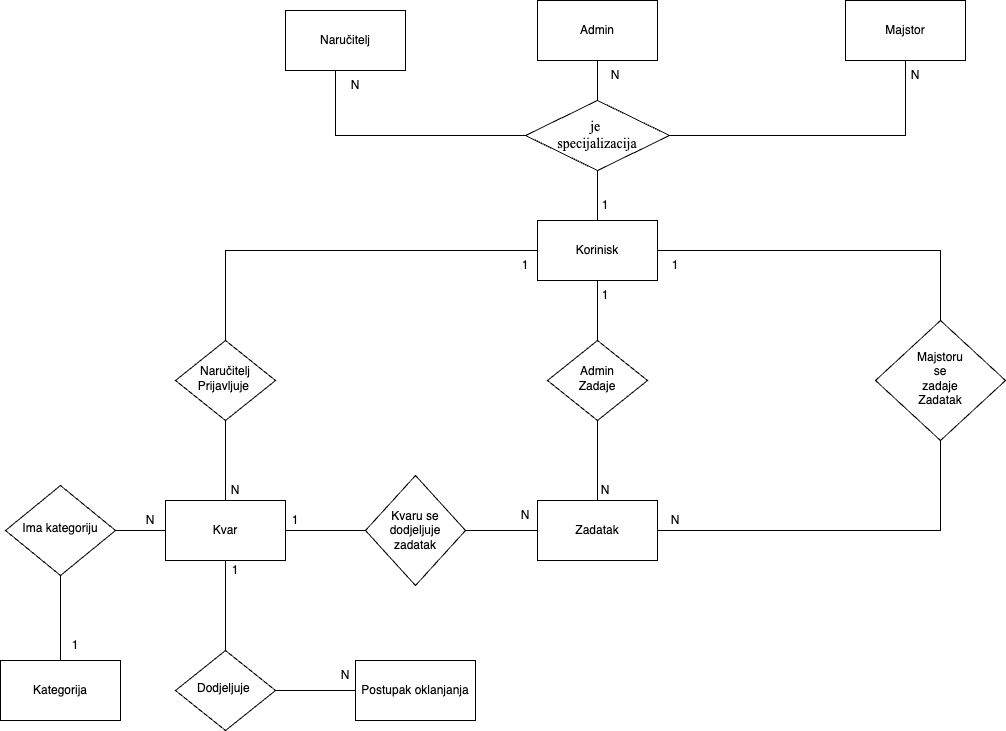 Naručitelj
Admin
Majstor
N
N
N
je
specijalizacija
1
Korinisk
1
1
1
Naručitelj
Prijavljuje
Admin
Zadaje
Majstoru
se
zadaje
Zadatak
N
N
Ima kategoriju
N
Kvar
1
Kvaru se
dodjeljuje
zadatak
N
Zadatak
N
1
1
N
Kategorija
Dodjeljuje
Postupak oklanjanja